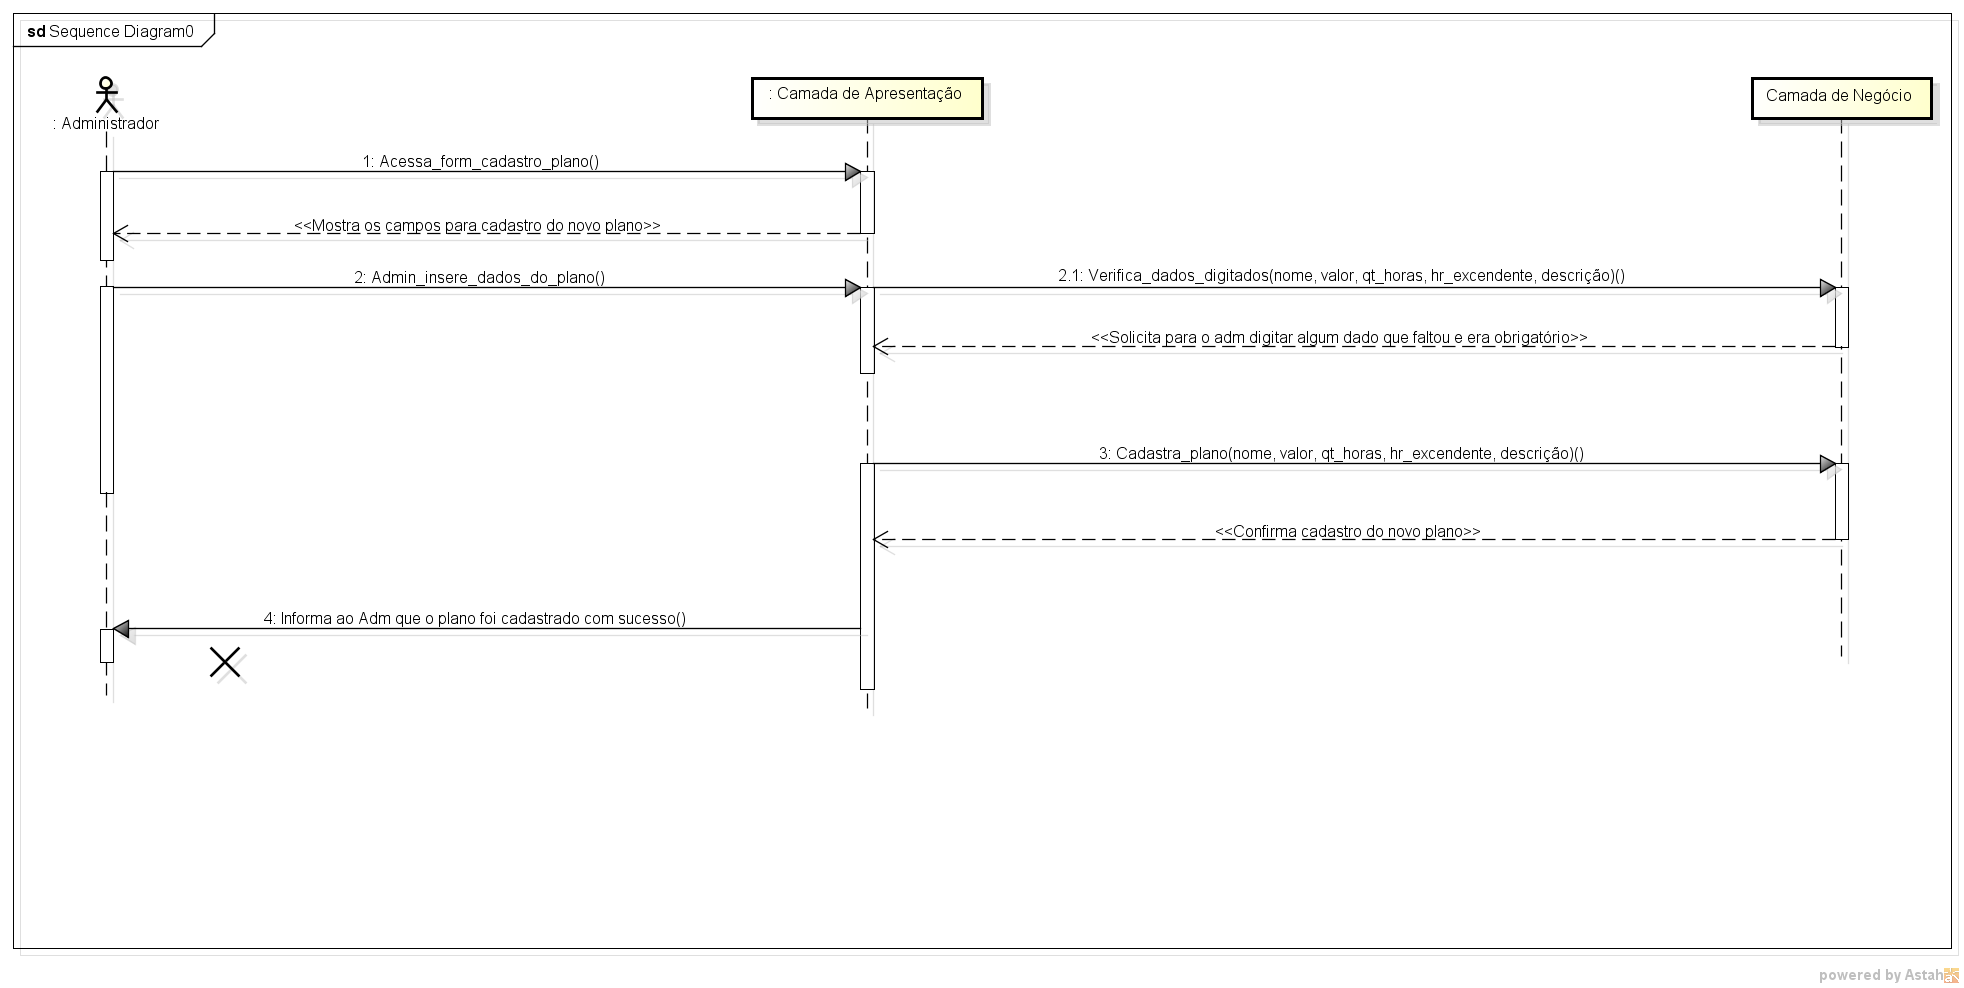 sd Sequence Diagram0
: Administrador
: Camada de Apresentação
Camada de Negócio
1: Acessa_form_cadastro_plano()
<<Mostra os campos para cadastro do novo plano>>
2: Admin_insere_dados_do_plano()
2.1: Verifica_dados_digitados(nome, valor, qt_horas, hr_excendente, descrição)()
<<Solicita para o adm digitar algum dado que faltou e era obrigatório>>
3: Cadastra_plano(nome, valor, qt_horas, hr_excendente, descrição)()
<<Confirma cadastro do novo plano>>
4: Informa ao Adm que o plano foi cadastrado com sucesso()
powered by Astah